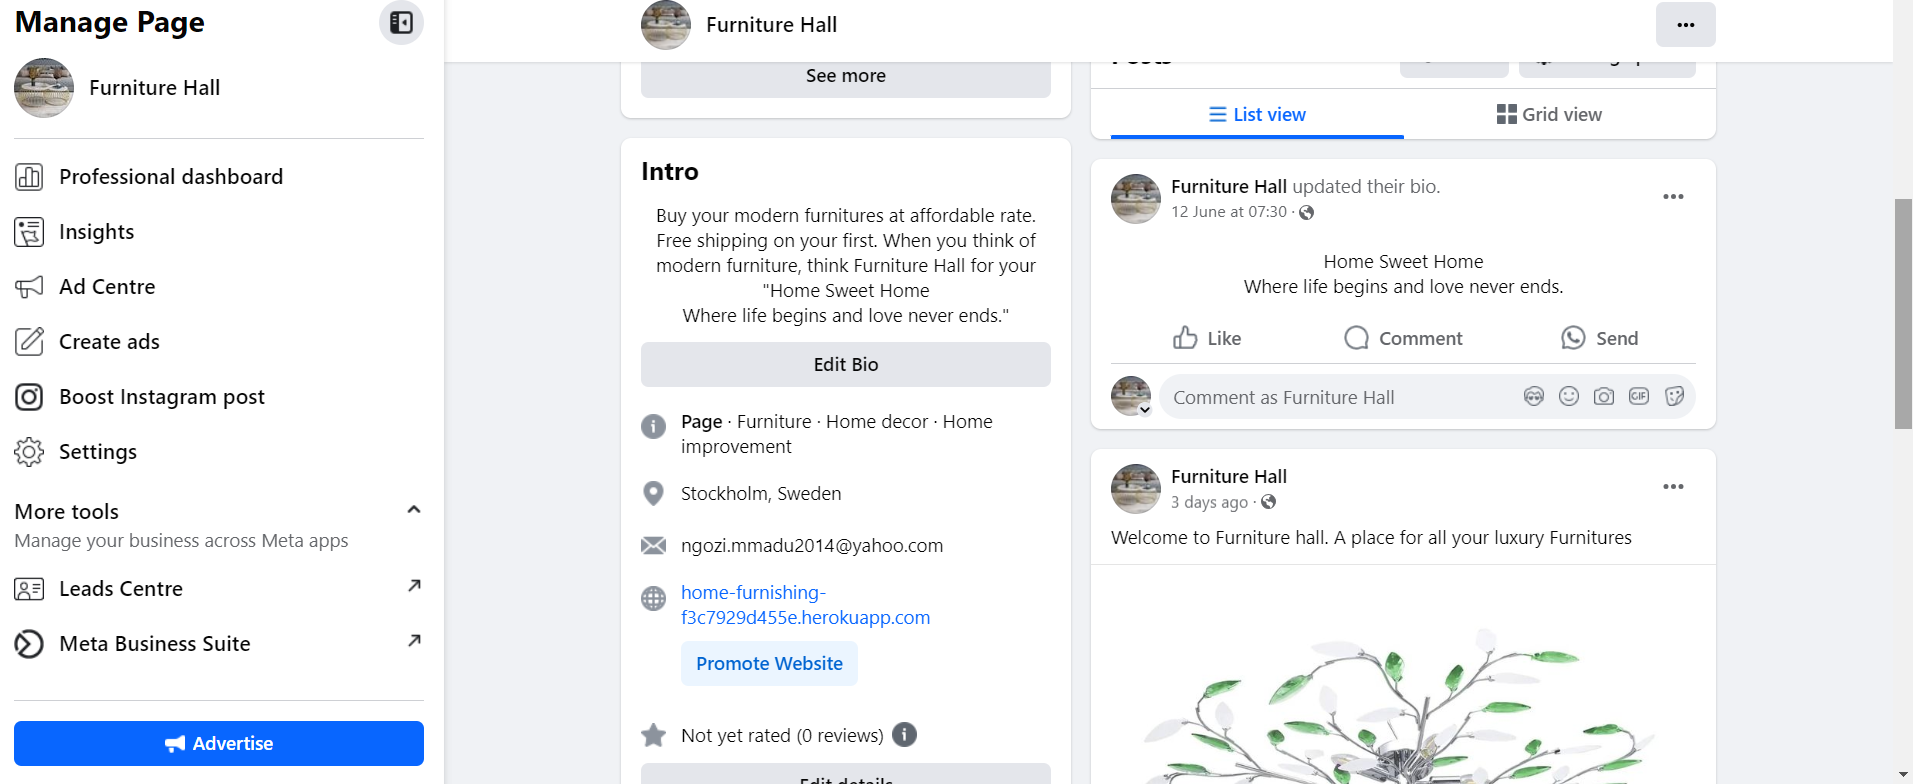 Manage Page
Furniture Hall
Professional dashboard
Insights
Ad Centre
Create ads
Boost Instagram post
Settings
More tools
Manage your business across Meta apps
Leads Centre
Meta Business Suite
Advertise
Furniture Hall
See more
Intro
Buy your modern furnitures at affordable rate.
Free shipping on your first. When you think of
modern furniture, think Furniture Hall for your
"Home Sweet Home
Where life begins and love never ends."
Edit Bio
Page · Furniture · Home decor · Home
improvement
Stockholm, Sweden
ngozi.mmadu2014@yahoo.com
home-furnishing-
f3c7929d455e.herokuapp.com
Promote Website
Not yet rated (0 reviews)
Edit details
Posts
List view
Grid view
Furniture Hall updated their bio.
12 June at 07:30 ·
Home Sweet Home
Where life begins and love never ends.
Like
Comment
Send
Comment as Furniture Hall
GIF
Furniture Hall
3 days ago ·
Welcome to Furniture hall. A place for all your luxury Furnitures